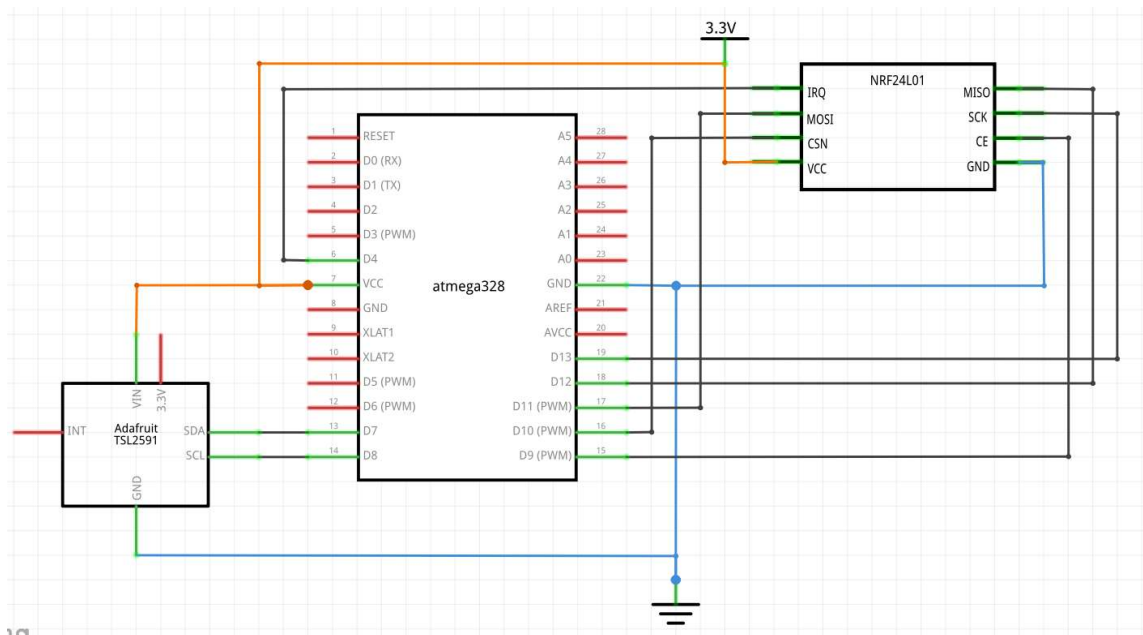 3.3V
NRF24L01
IRQ
MOSI
CSN
VCC
MISO
SCK
CE
GND
atmega328
1 RESET
2 D0 (RX)
3 D1 (TX)
4 D2
5 D3 (PWM)
6 D4
7 VCC
8 GND
9 XLAT1
10 XLAT2
11 D5 (PWM)
12 D6 (PWM)
13 D7
14 D8
A5 28
A4 27
A3 26
A2 25
A1 24
A0 23
GND 22
AREF 21
AVCC 20
D13 19
D12 18
D11 (PWM) 17
D10 (PWM) 16
D9 (PWM) 15
VIN
3.3V
INT
Adafruit
TSL2591
SDA
SCL
GND